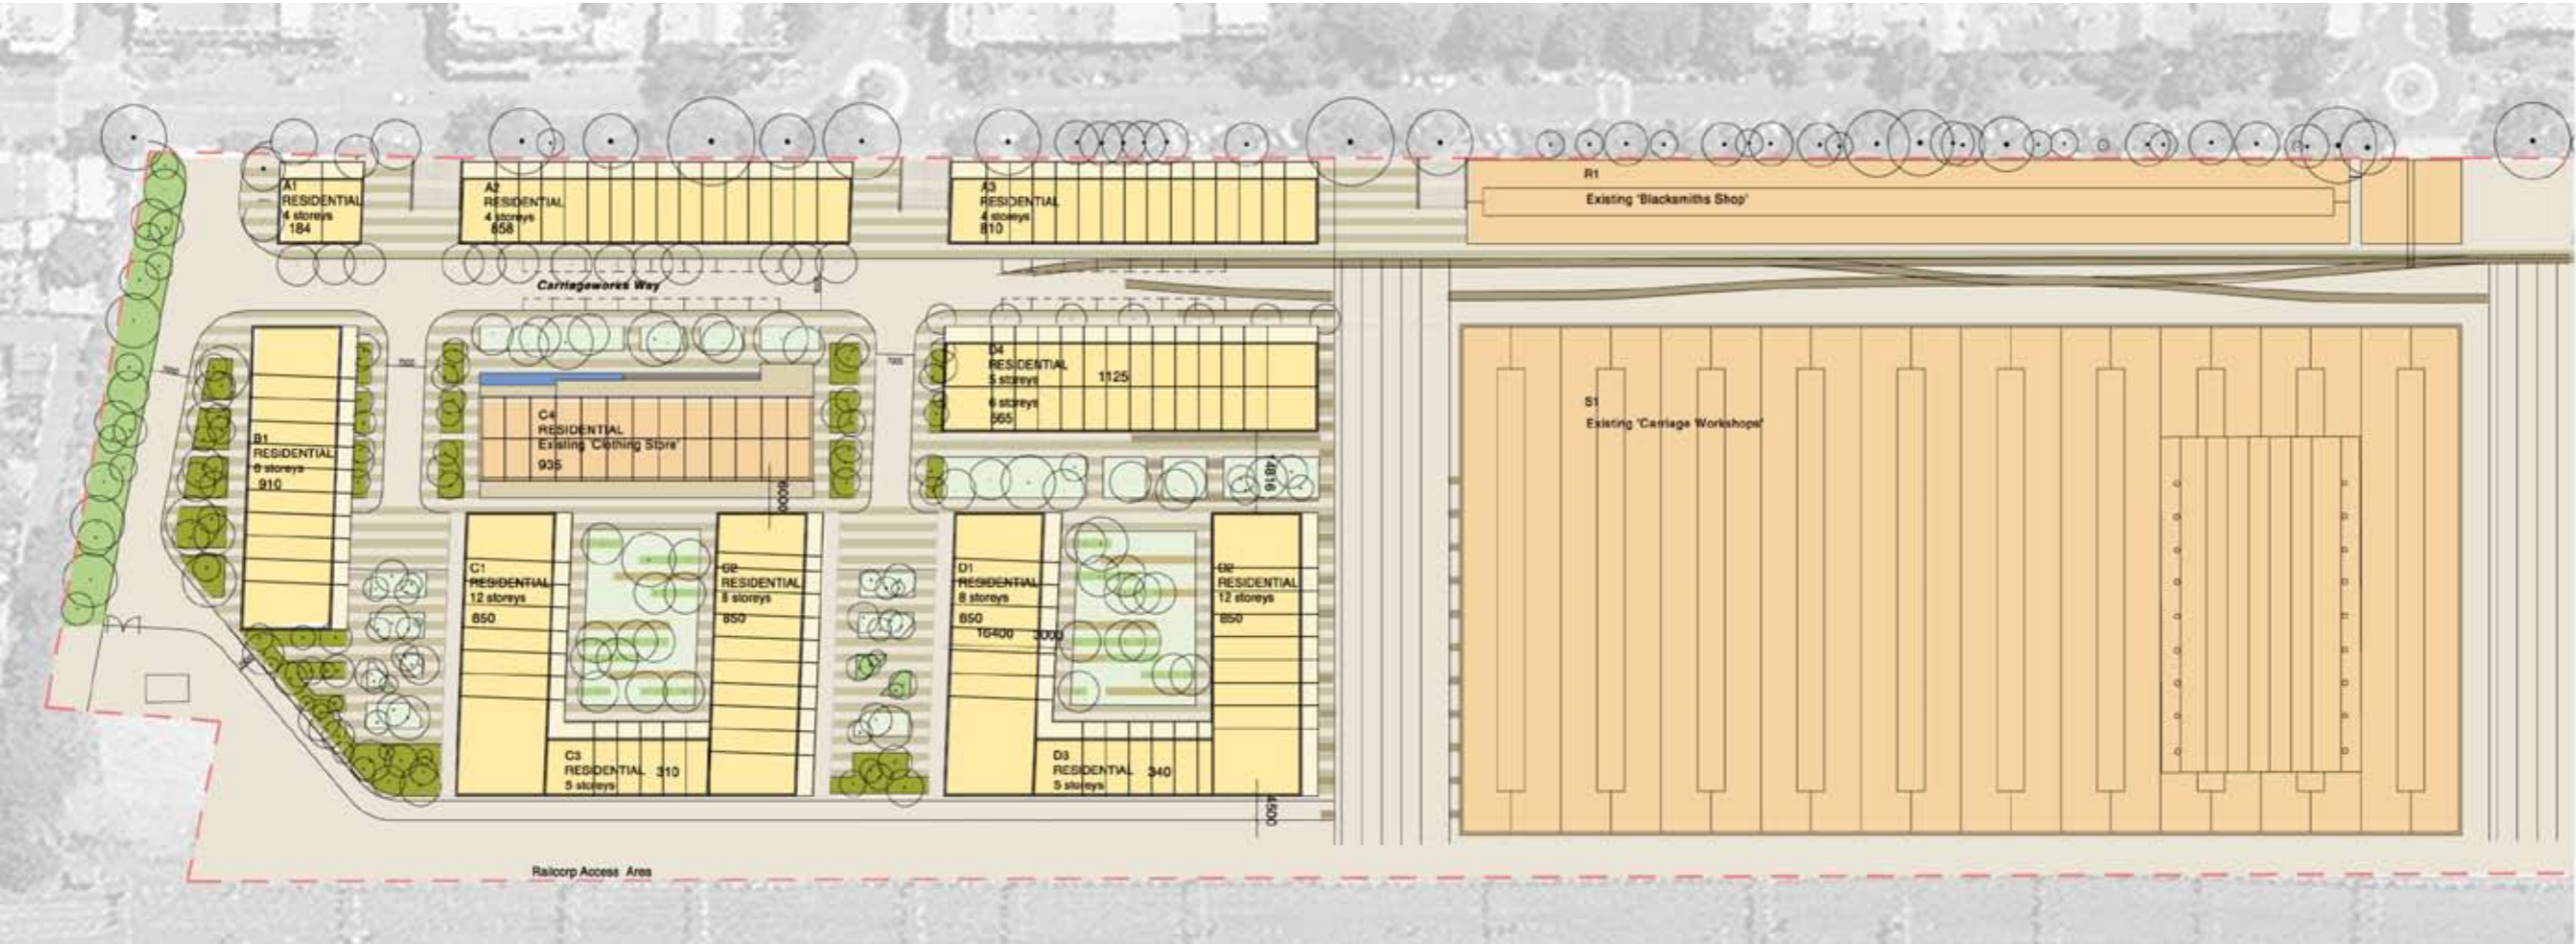 A1
RESIDENTIAL
4 storeys
184
A2
RESIDENTIAL
4 storeys
858
A3
RESIDENTIAL
4 storeys
810
R1
Existing 'Blacksmiths Shop'
Carriageworks Way
B1
RESIDENTIAL
910
7000
C4
RESIDENTIAL
Existing 'Clothing Store'
935
6000
7000
D4
RESIDENTIAL
5 storeys
1125
6 storeys
565
14816
S1
Existing 'Carriage Workshops'
C1
RESIDENTIAL
12 storeys
850
C2
RESIDENTIAL
850
C3
RESIDENTIAL 310
5 storeys
D1
RESIDENTIAL
8 storeys
850
16400 3000
D2
RESIDENTIAL
12 storeys
850
D3
RESIDENTIAL 340
5 storeys
4500
Railcorp Access Area